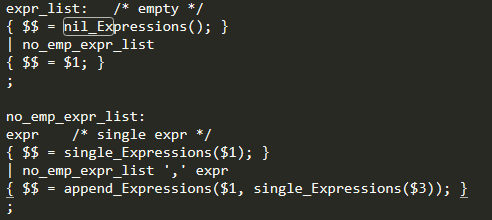 expr_list:   /* empty */
{ $$ = nil_Expressions(); }
| no_emp_expr_list
{ $$ = $1; }
;

no_emp_expr_list:
expr    /* single expr */
{ $$ = single_Expressions($1); }
| no_emp_expr_list ',' expr
{ $$ = append_Expressions($1, single_Expressions($3)); }
;